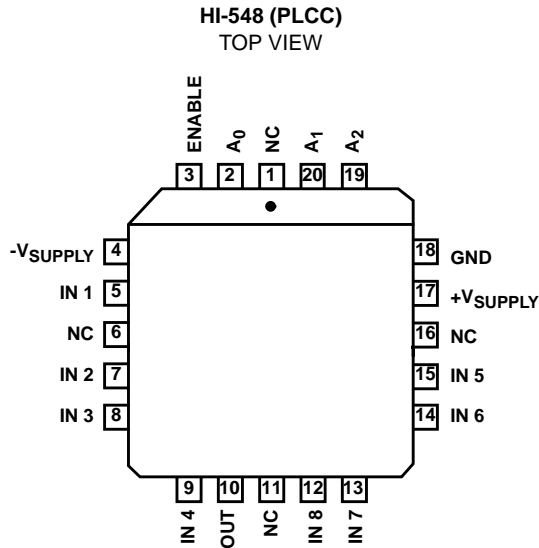 HI-548 (PLCC)
TOP VIEW
ENABLE
A0
NC
A1
A2
3 2 1 20 19
-VSUPPLY 4
IN 1 5
NC 6
IN 2 7
IN 3 8
18 GND
17 +VSUPPLY
16 NC
15 IN 5
14 IN 6
9 10 11 12 13
IN 4
OUT
NC
IN 8
IN 7